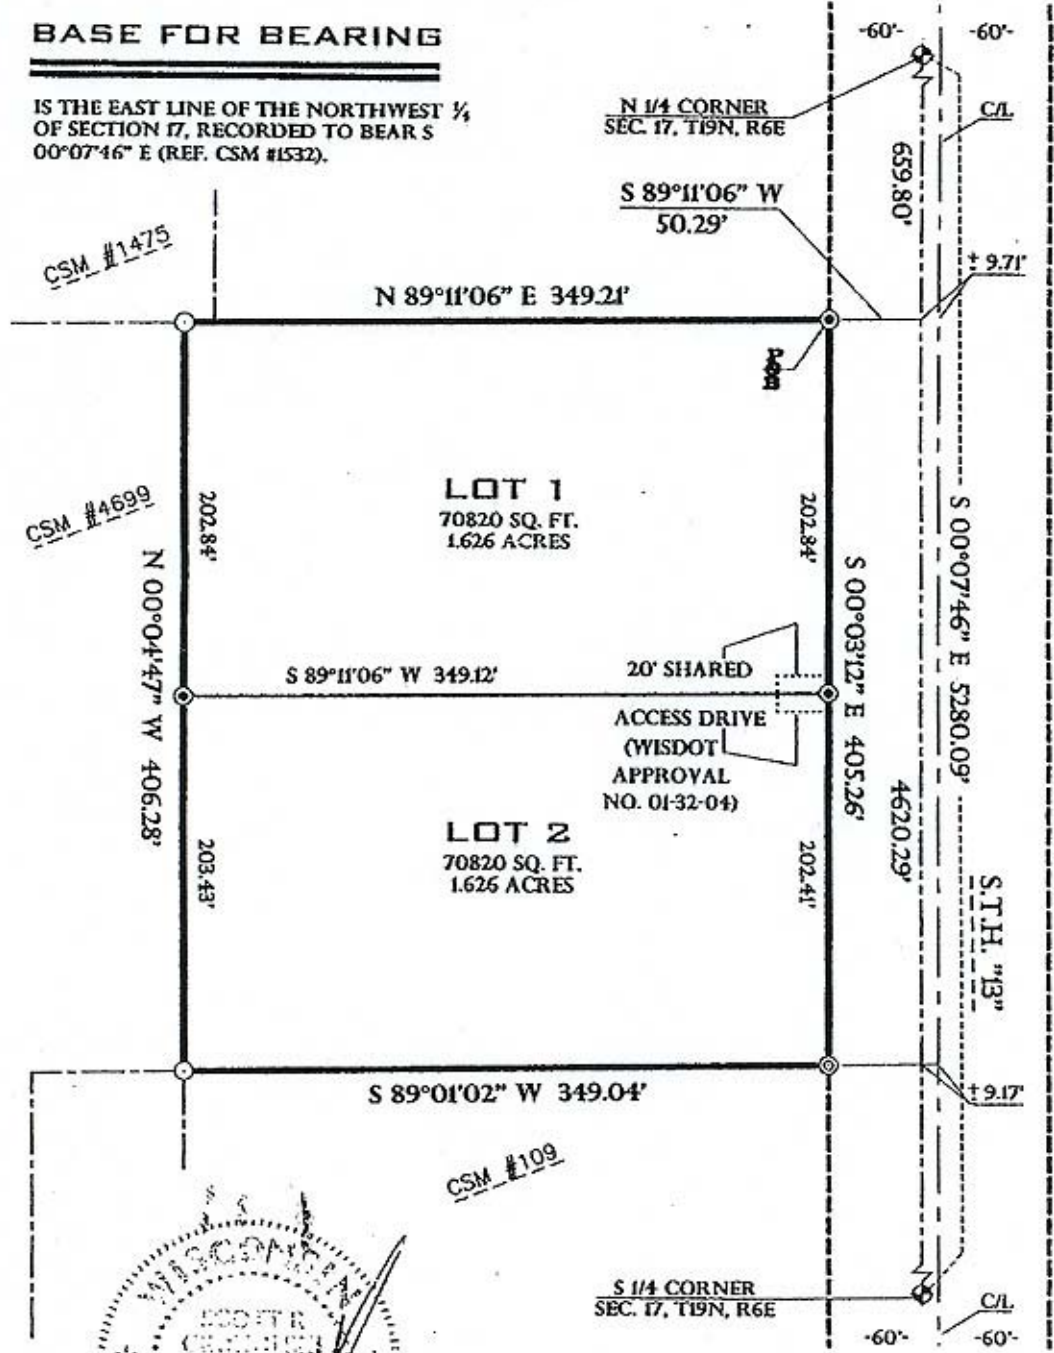 BASE FOR BEARING
IS THE EAST LINE OF THE NORTHWEST ¼
OF SECTION 17, RECORDED TO BEAR S
00°07'46" E (REF. CSM #1532).
-60'-
-60'-
N 1/4 CORNER
SEC. 17, T19N, R6E
C/L
659.80'
S 89°11'06" W
50.29'
CSM #1475
± 9.71'
N 89°11'06" E 349.21'
POB
LOT 1
70820 SQ. FT.
1.626 ACRES
CSM #4699
202.84'
202.84'
N 00°04'47" W 406.28'
S 00°03'12" E 405.26'
S 00°07'46" E 5280.09'
S 89°11'06" W 349.12'
20' SHARED
ACCESS DRIVE
(WISDOT
APPROVAL
NO. 01-32-04)
4620.29'
LOT 2
70820 SQ. FT.
1.626 ACRES
203.43'
202.41'
S.T.H. "13"
S 89°01'02" W 349.04'
± 9.17'
CSM #109
WISCONSIN
SCOTT R
S 1/4 CORNER
SEC. 17, T19N, R6E
C/L
-60'-
-60'-